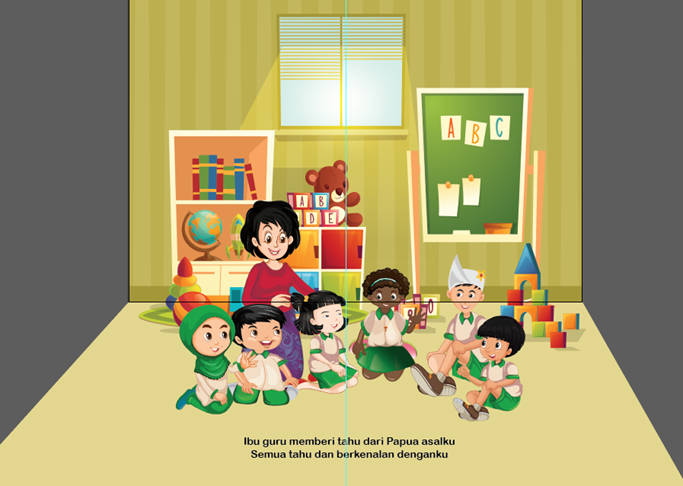 A B C
A B
D E
Ibu guru memberi tahu dari Papua asalku
Semua tahu dan berkenalan denganku